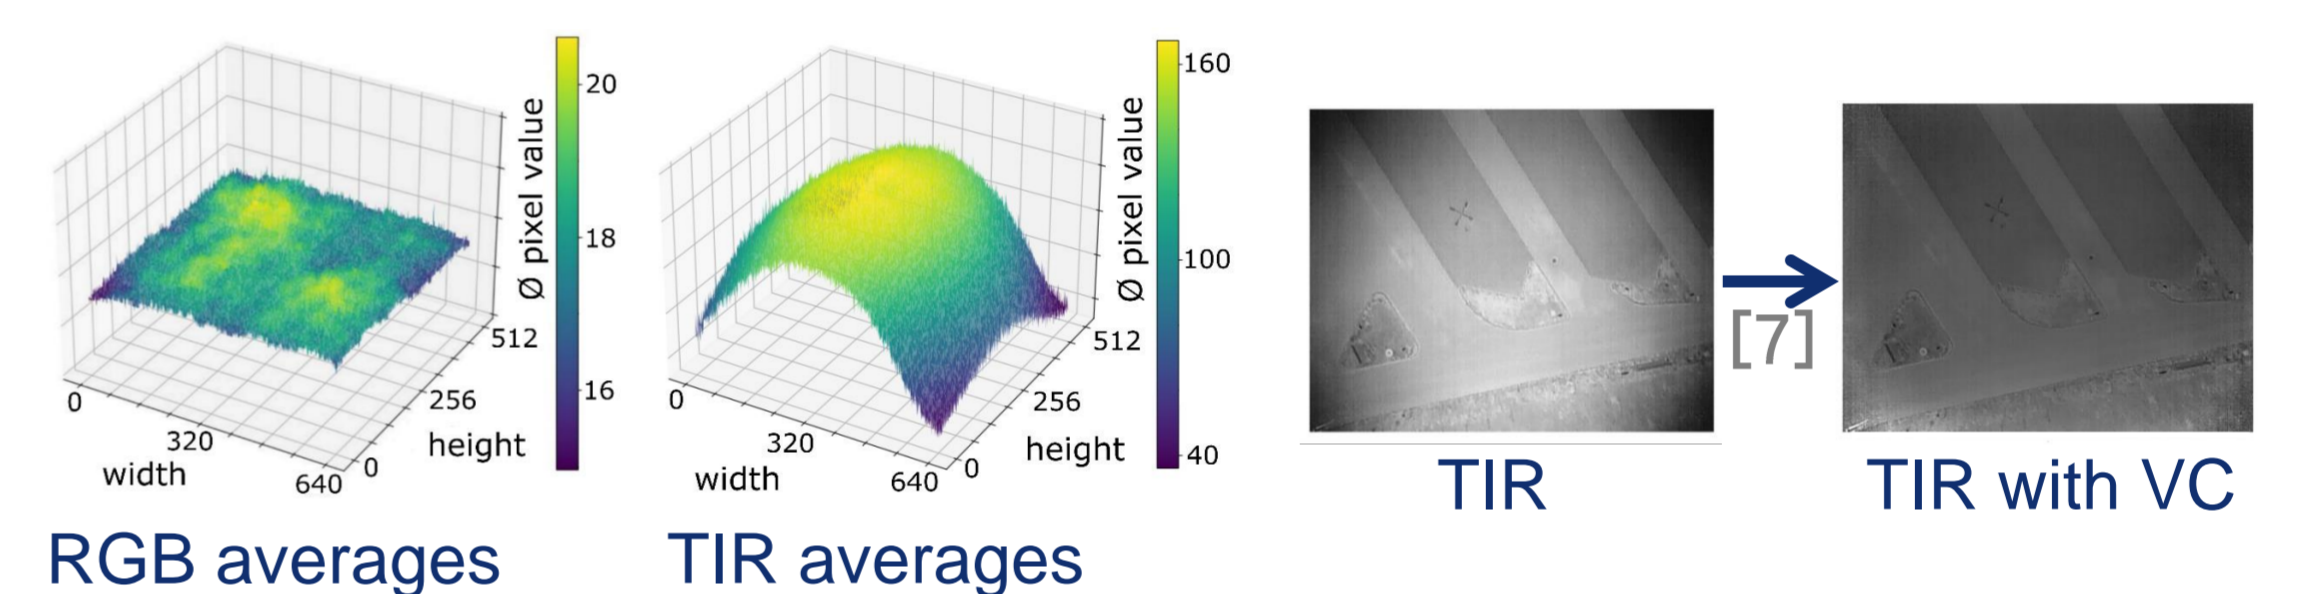 20
18
16
Ø pixel value
512
256
0
height
0
320
640
width
RGB averages
160
100
40
Ø pixel value
512
256
0
height
0
320
640
width
TIR averages
TIR
[7]
TIR with VC